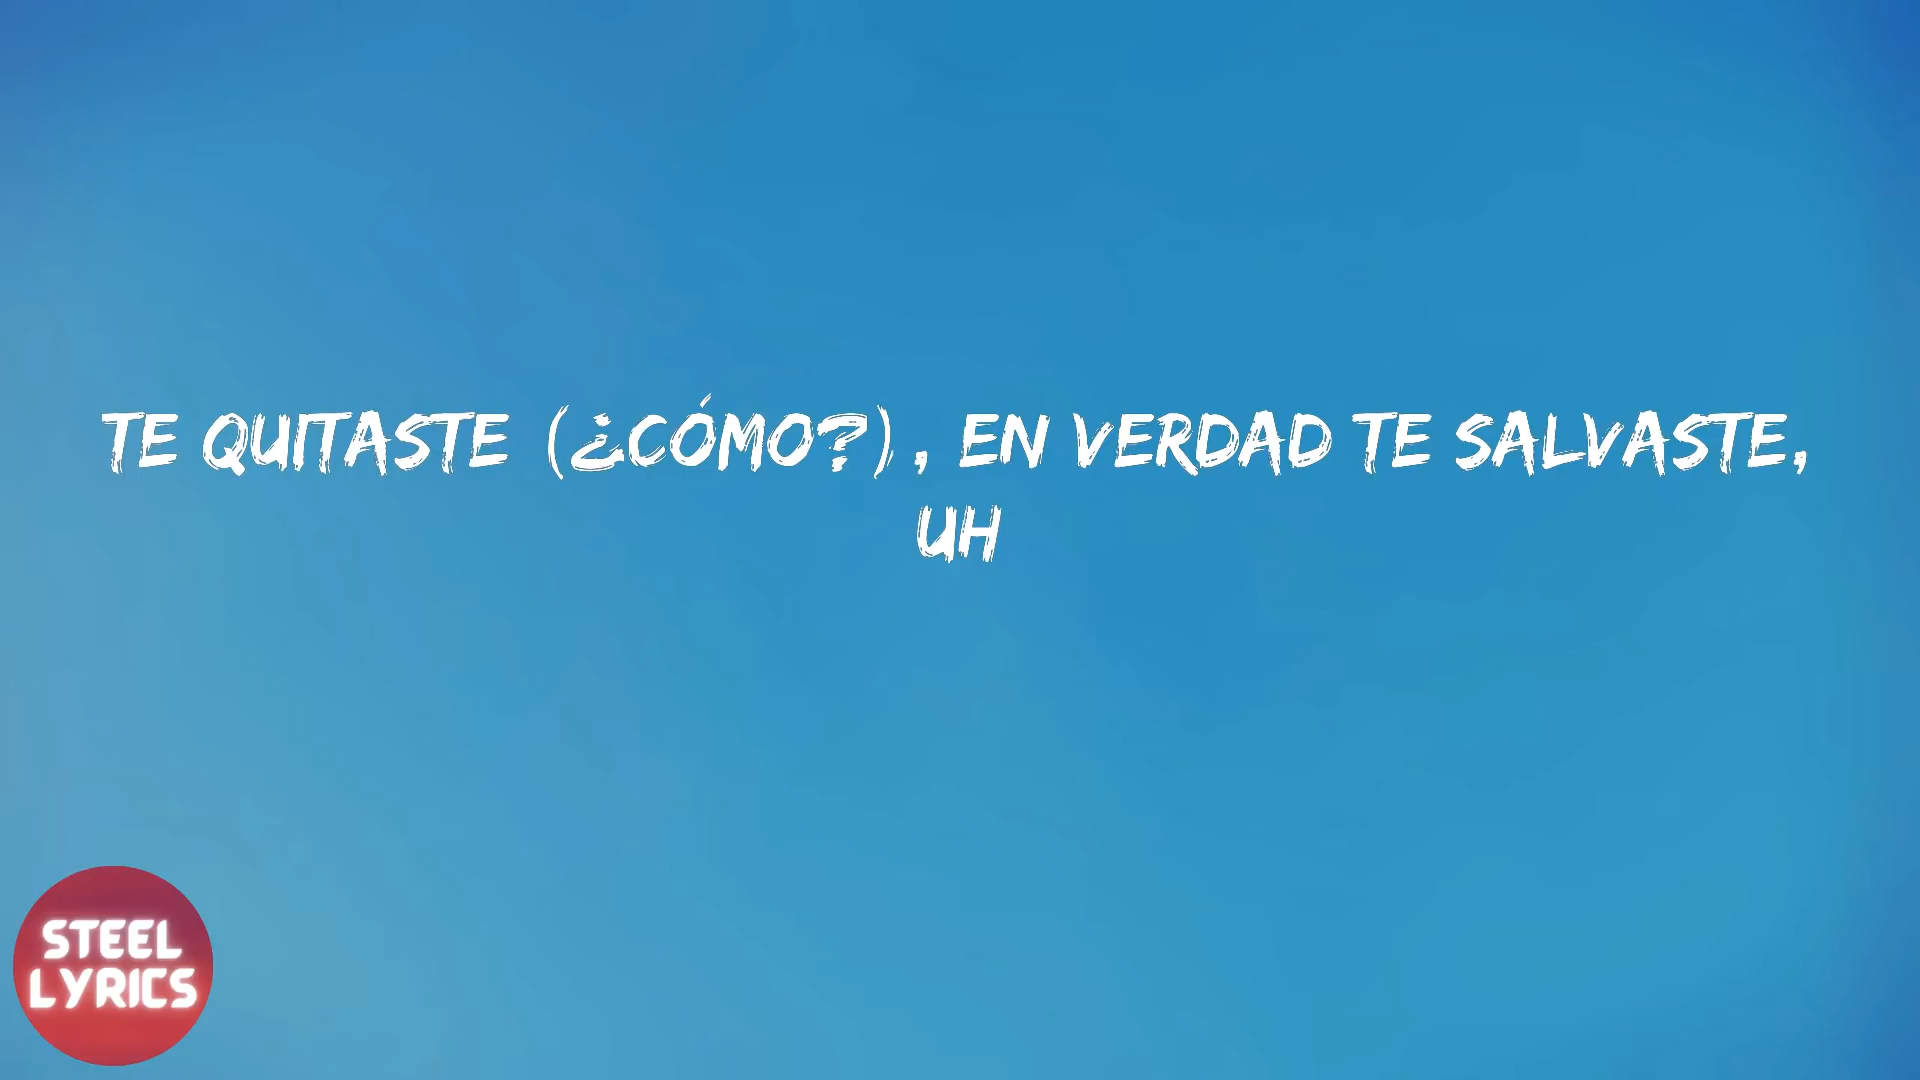 TE QUITASTE (¿CÓMO?), EN VERDAD TE SALVASTE,
UH
STEEL
LYRICS